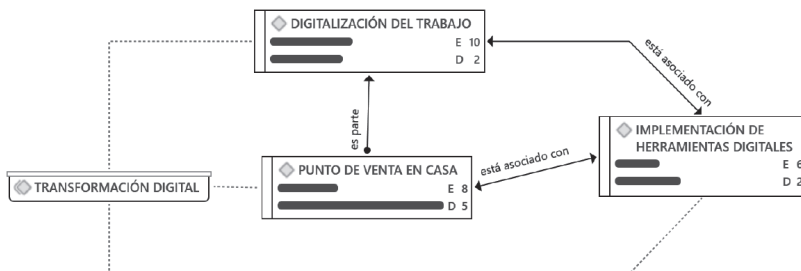 DIGITALIZACIÓN DEL TRABAJO
E 10
D 2
está asociado con
es parte
IMPLEMENTACIÓN DE
HERRAMIENTAS DIGITALES
E 6
D 2
está asociado con
PUNTO DE VENTA EN CASA
E 8
D 5
TRANSFORMACIÓN DIGITAL